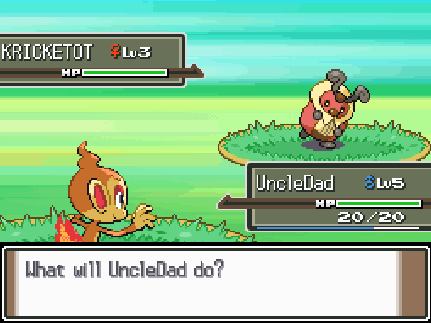 KRICKETOT ♀Lv3
HP
UncleDad ♂Lv5
HP
20/20
What will UncleDad do?